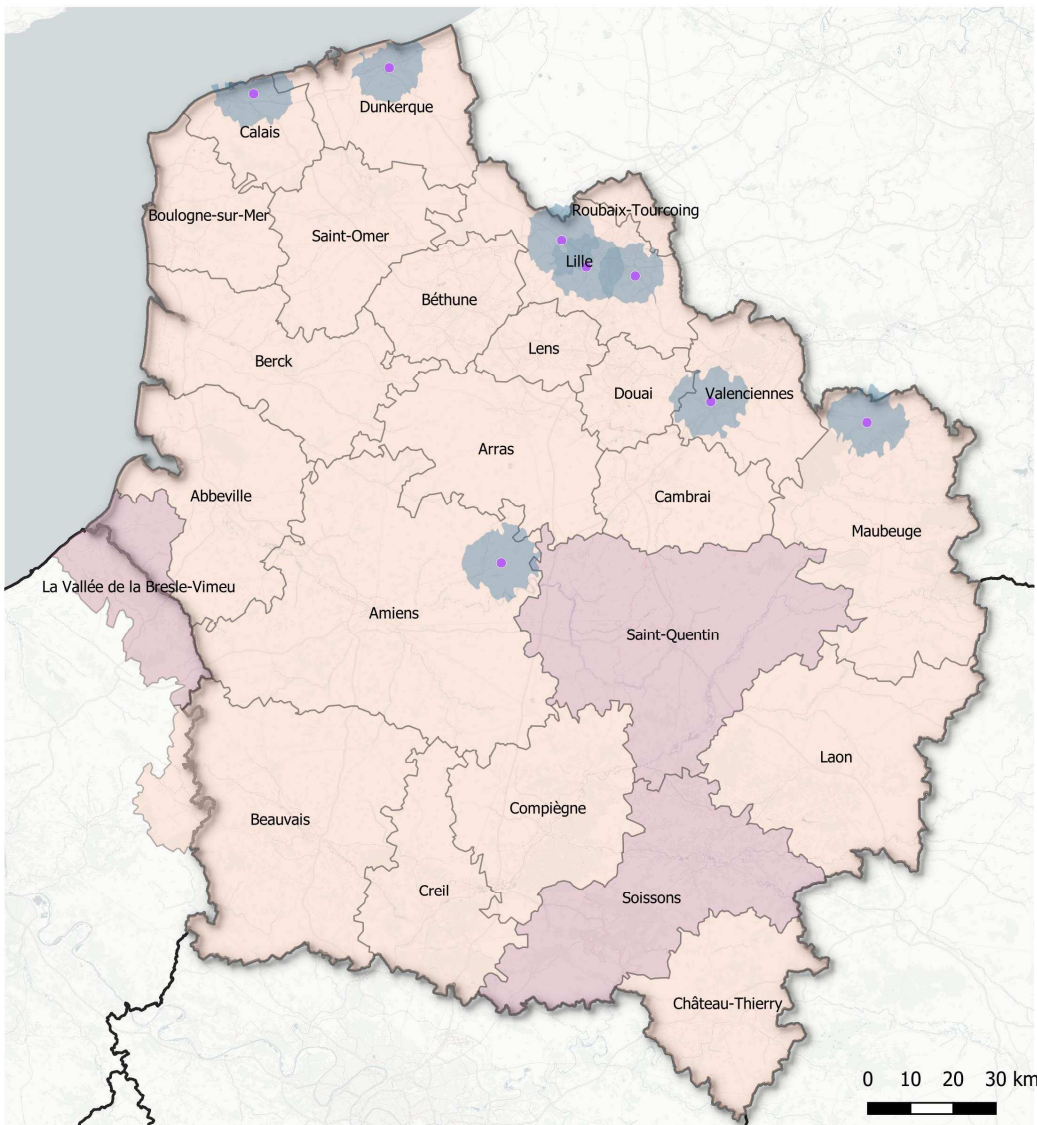 Dunkerque
Calais
Roubaix-Tourcoing
Boulogne-sur-Mer
Saint-Omer
Lille
Béthune
Lens
Berck
Douai
Valenciennes
Arras
Abbeville
Cambrai
Maubeuge
La Vallée de la Bresle-Vimeu
Amiens
Saint-Quentin
Laon
Compiègne
Beauvais
Creil
Soissons
Château-Thierry
0 10 20 30 km